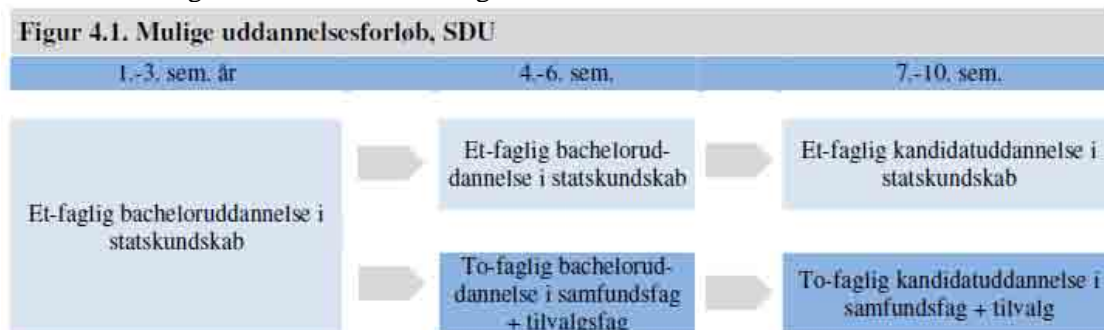 Figur 4.1. Mulige uddannelsesforløb, SDU
1.-3. sem. år
4.-6. sem.
7.-10. sem.
Et-faglig bacheloruddannelse i
statskundskab
Et-faglig bachelorud-
dannelse i statskundskab
Et-faglig kandidatuddannelse i
statskundskab
To-faglig bachelorud-
dannelse i samfundsfag
+ tilvalgsfag
To-faglig kandidatuddannelse i
samfundsfag + tilvalg